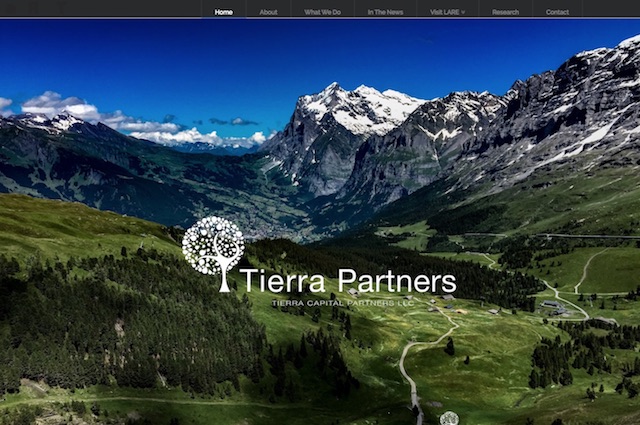 Home About What We Do In The News Visit LARE Research Contact
Tierra Partners
TIERRA CAPITAL PARTNERS LLC